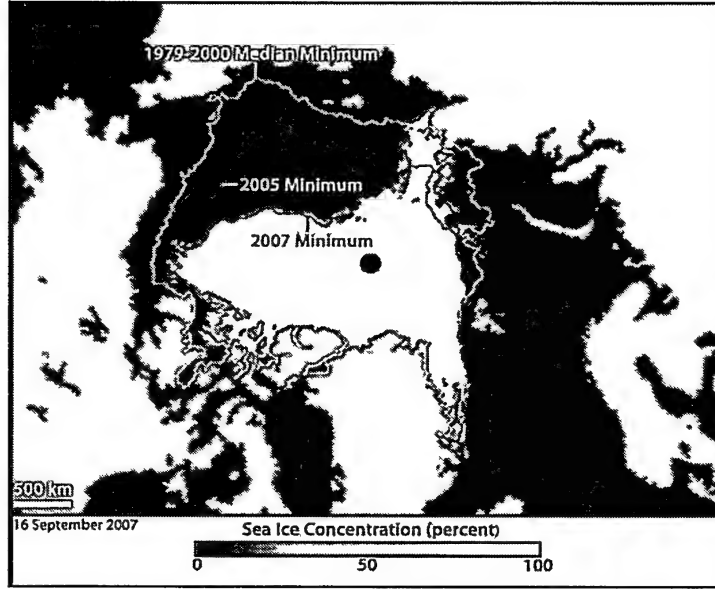 1979-2000 Median Minimum
2005 Minimum
2007 Minimum
500 km
16 September 2007
Sea Ice Concentration (percent)
0 50 100